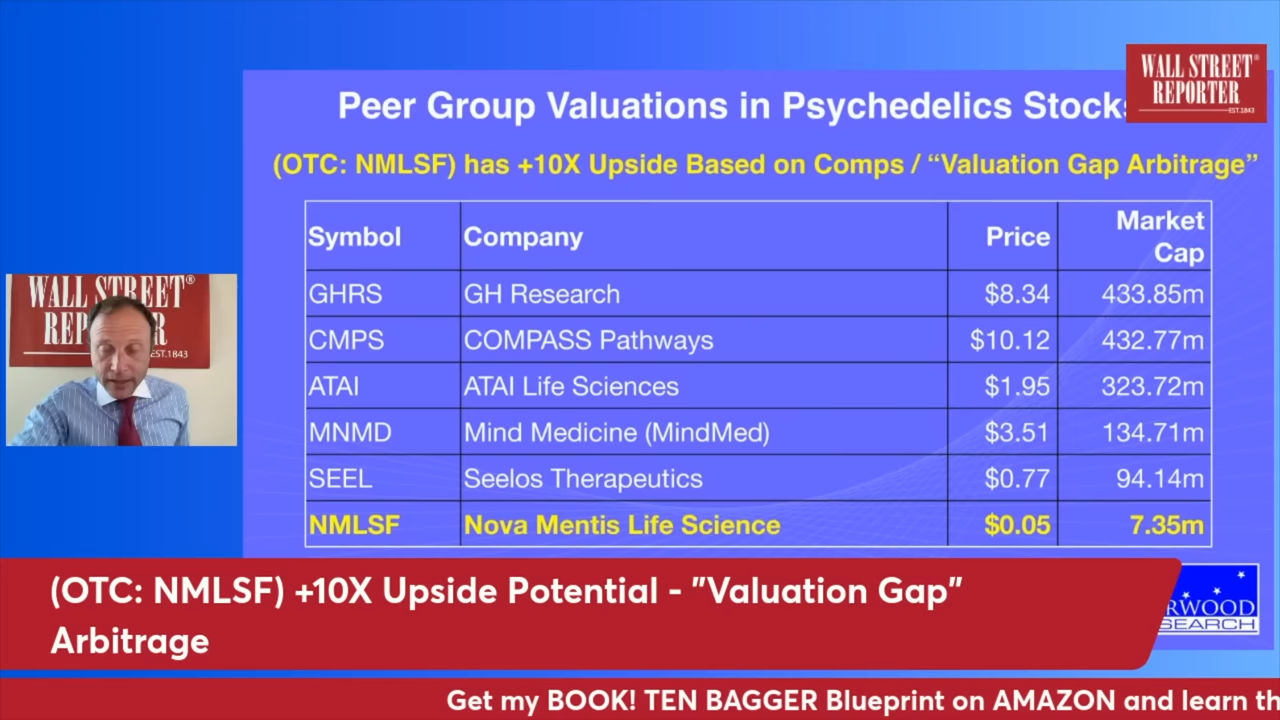 WALL STREET®
REPORTER
EST.1843
Peer Group Valuations in Psychedelics Stocks
(OTC: NMLSF) has +10X Upside Based on Comps / “Valuation Gap Arbitrage”
Symbol Company Price Market Cap
GHRS GH Research $8.34 433.85m
CMPS COMPASS Pathways $10.12 432.77m
ATAI ATAI Life Sciences $1.95 323.72m
MNMD Mind Medicine (MindMed) $3.51 134.71m
SEEL Seelos Therapeutics $0.77 94.14m
NMLSF Nova Mentis Life Science $0.05 7.35m
WALL STREET®
REP R
EST.1843
(OTC: NMLSF) +10X Upside Potential - "Valuation Gap"
Arbitrage
RWOOD
SEARCH
Get my BOOK! TEN BAGGER Blueprint on AMAZON and learn th